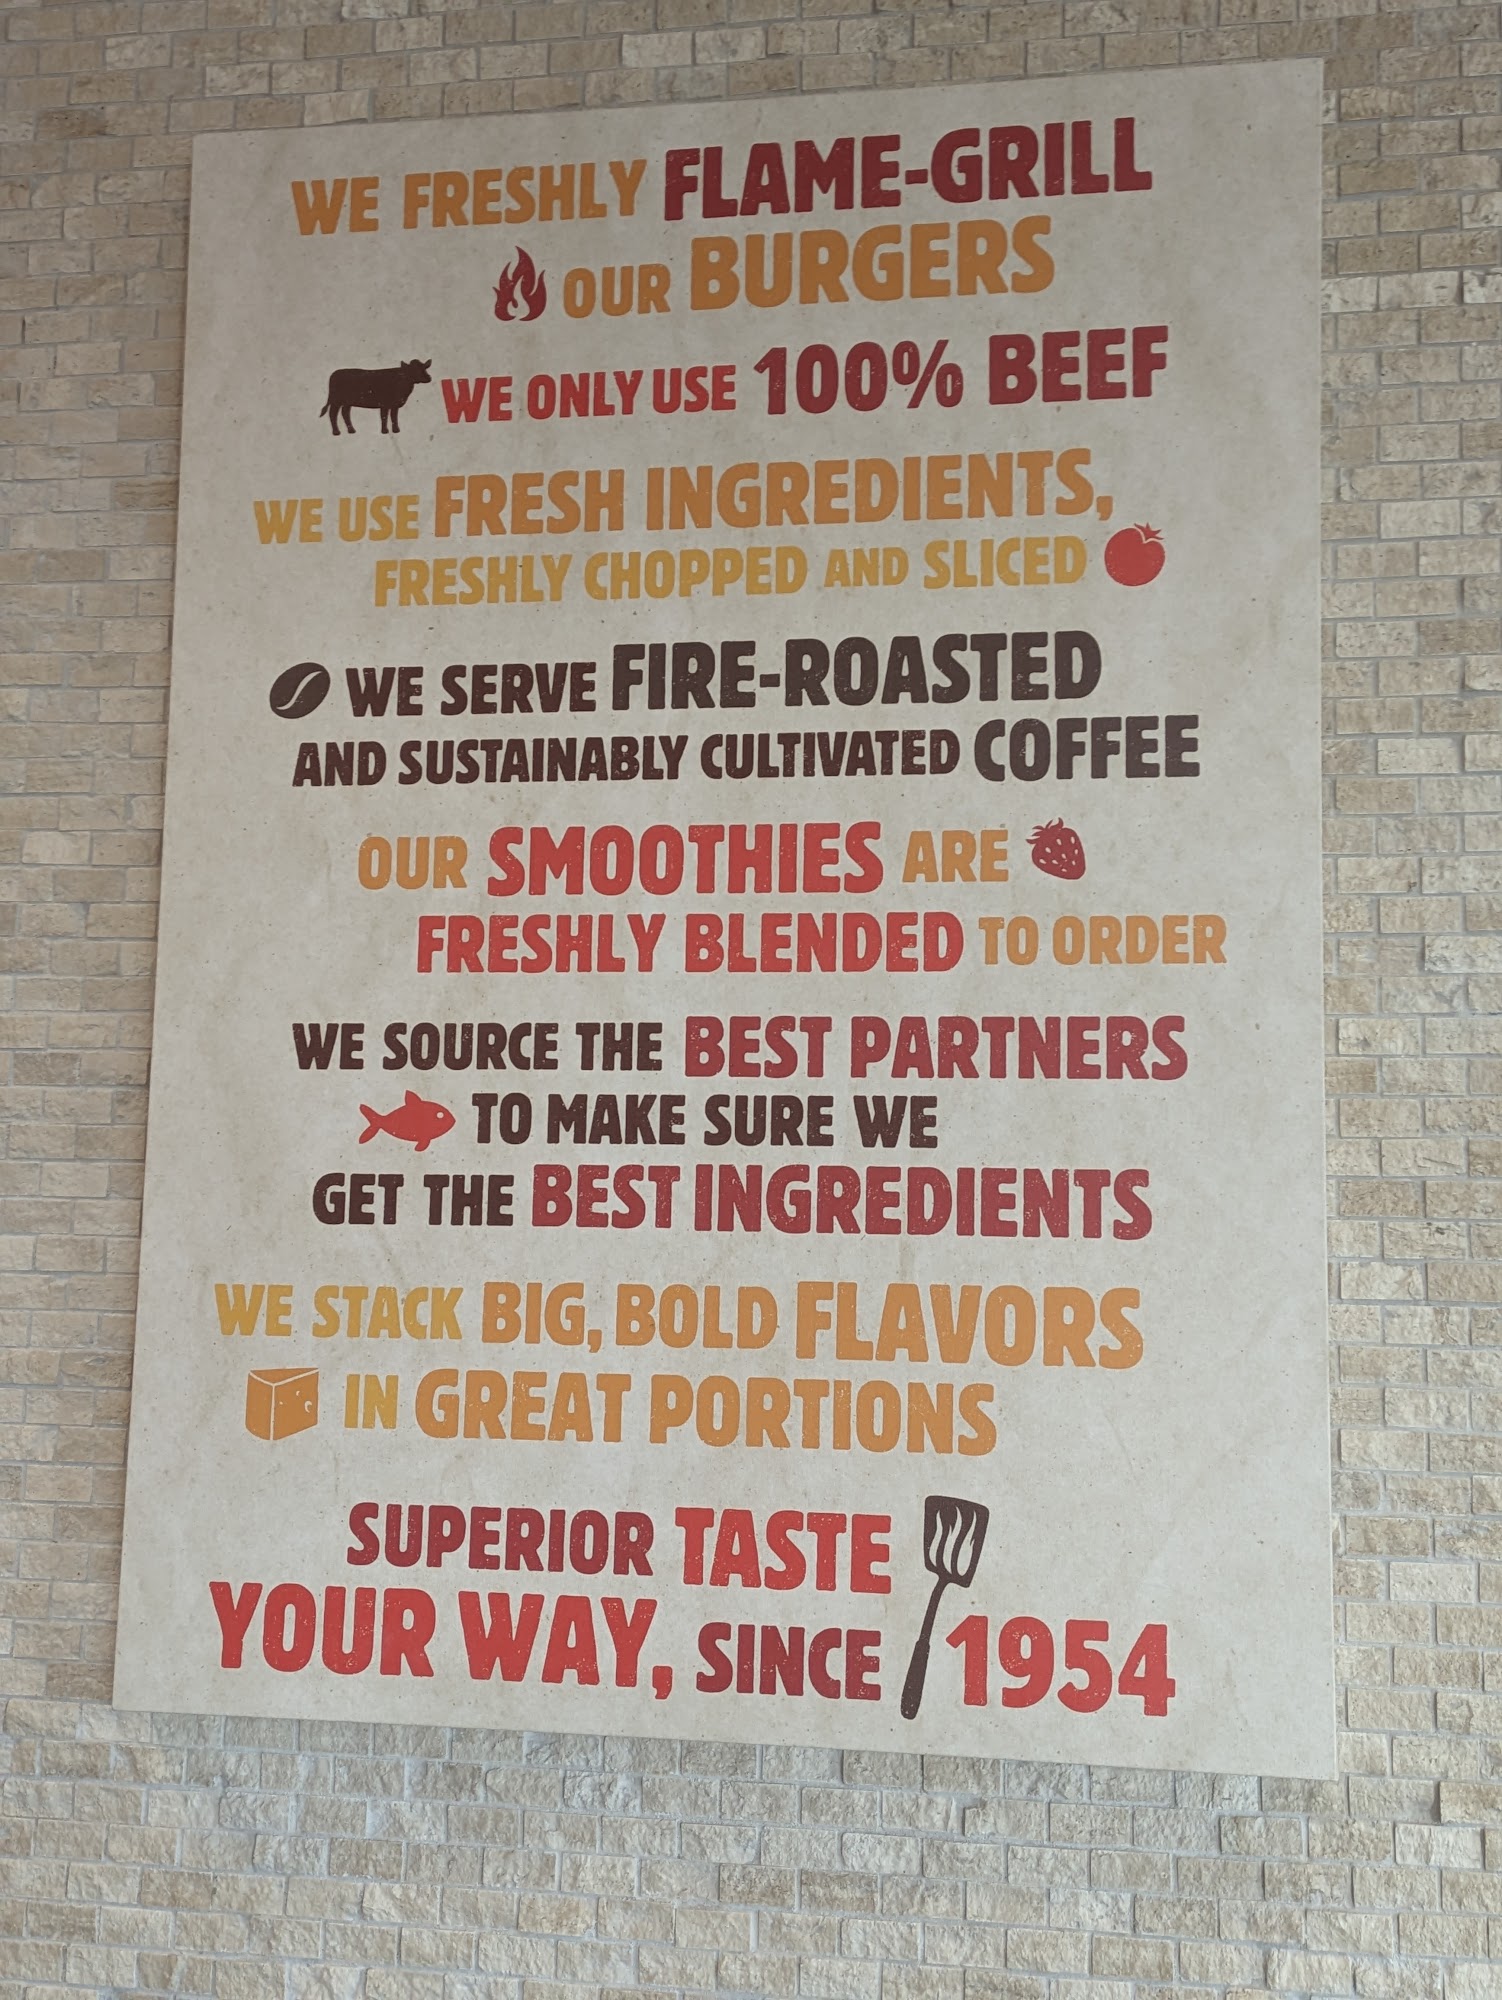 WE FRESHLY FLAME-GRILL
OUR BURGERS
WE ONLY USE 100% BEEF
WE USE FRESH INGREDIENTS,
FRESHLY CHOPPED AND SLICED
WE SERVE FIRE-ROASTED
AND SUSTAINABLY CULTIVATED COFFEE
OUR SMOOTHIES ARE
FRESHLY BLENDED TO ORDER
WE SOURCE THE BEST PARTNERS
TO MAKE SURE WE
GET THE BEST INGREDIENTS
WE STACK BIG, BOLD FLAVORS
IN GREAT PORTIONS
SUPERIOR TASTE
YOUR WAY, SINCE 1954